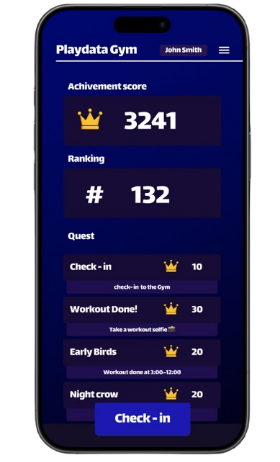 Playdata Gym John Smith
Achivement score
3241
Ranking
# 132
Quest
Check - in 10
check- in to the Gym
Workout Done! 30
Take a workout selfie
Early Birds 20
Workout done at 3:00~12:00
Night crow 20
Check - in